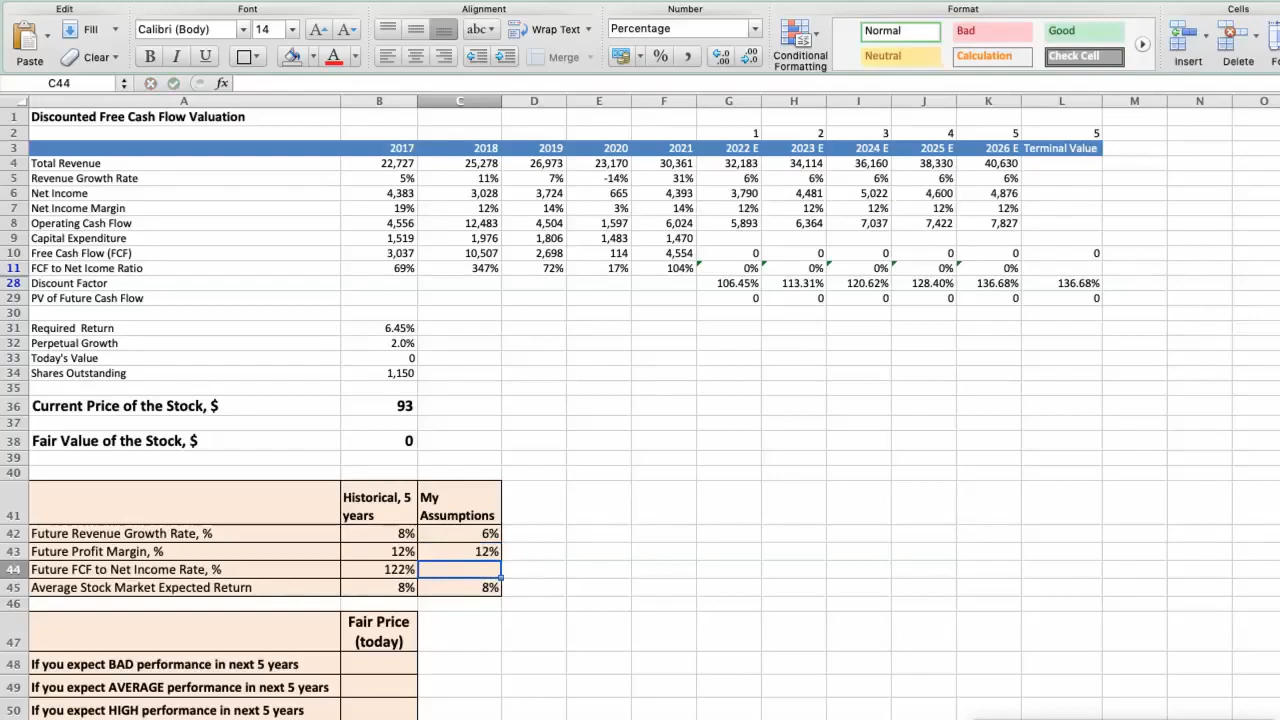 Edit Font Alignment Number Format Cells
Fill Calibri (Body) 14 A A abc Wrap Text Percentage Normal Bad Good
Paste Clear B I U A Merge % , .0 .00 .00 .0 Conditional Formatting Neutral Calculation Check Cell Insert Delete
C44 fx
A B C D E F G H I J K L M N O
1 Discounted Free Cash Flow Valuation
2 1 2 3 4 5 5
3 2017 2018 2019 2020 2021 2022 E 2023 E 2024 E 2025 E 2026 E Terminal Value
4 Total Revenue 22,727 25,278 26,973 23,170 30,361 32,183 34,114 36,160 38,330 40,630
5 Revenue Growth Rate 5% 11% 7% -14% 31% 6% 6% 6% 6% 6%
6 Net Income 4,383 3,028 3,724 665 4,393 3,790 4,481 5,022 4,600 4,876
7 Net Income Margin 19% 12% 14% 3% 14% 12% 12% 12% 12% 12%
8 Operating Cash Flow 4,556 12,483 4,504 1,597 6,024 5,893 6,364 7,037 7,422 7,827
9 Capital Expenditure 1,519 1,976 1,806 1,483 1,470
10 Free Cash Flow (FCF) 3,037 10,507 2,698 114 4,554 0 0 0 0 0 0
11 FCF to Net Icome Ratio 69% 347% 72% 17% 104% 0% 0% 0% 0% 0%
28 Discount Factor 106.45% 113.31% 120.62% 128.40% 136.68% 136.68%
29 PV of Future Cash Flow 0 0 0 0 0 0
30
31 Required Return 6.45%
32 Perpetual Growth 2.0%
33 Today's Value 0
34 Shares Outstanding 1,150
35
36 Current Price of the Stock, $ 93
37
38 Fair Value of the Stock, $ 0
39
40
41 Historical, 5 years My Assumptions
42 Future Revenue Growth Rate, % 8% 6%
43 Future Profit Margin, % 12% 12%
44 Future FCF to Net Income Rate, % 122%
45 Average Stock Market Expected Return 8% 8%
46
47 Fair Price (today)
48 If you expect BAD performance in next 5 years
49 If you expect AVERAGE performance in next 5 years
50 If you expect HIGH performance in next 5 years